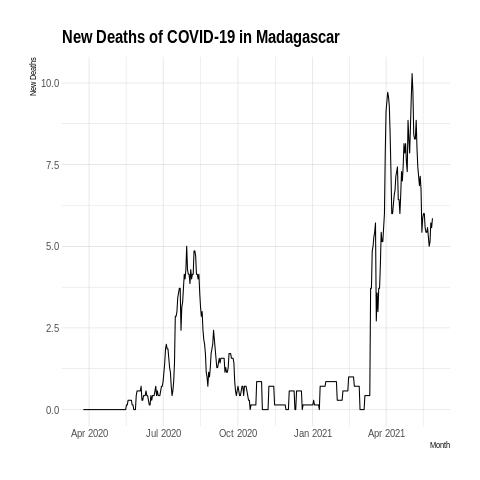 New Deaths of COVID-19 in Madagascar
New Deaths
10.0
7.5
5.0
2.5
0.0
Apr 2020 Jul 2020 Oct 2020 Jan 2021 Apr 2021
Month